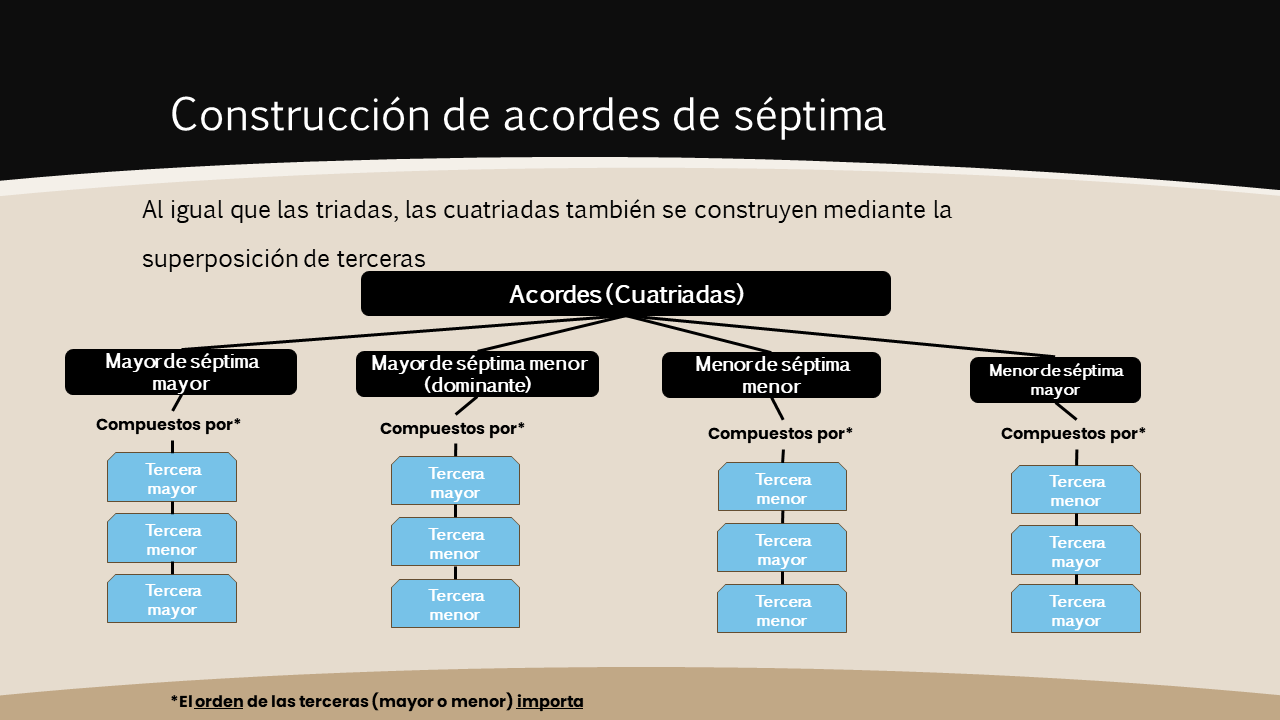 Construcción de acordes de séptima
Al igual que las triadas, las cuatriadas también se construyen mediante la
superposición de terceras
Acordes (Cuatriadas)
Mayor de séptima
mayor
Compuestos por*
Tercera
mayor
Tercera
menor
Tercera
mayor
Mayor de séptima menor
(dominante)
Compuestos por*
Tercera
mayor
Tercera
menor
Tercera
menor
Menor de séptima
menor
Compuestos por*
Tercera
menor
Tercera
mayor
Tercera
menor
Menor de séptima
mayor
Compuestos por*
Tercera
menor
Tercera
mayor
Tercera
mayor
*El orden de las terceras (mayor o menor) importa